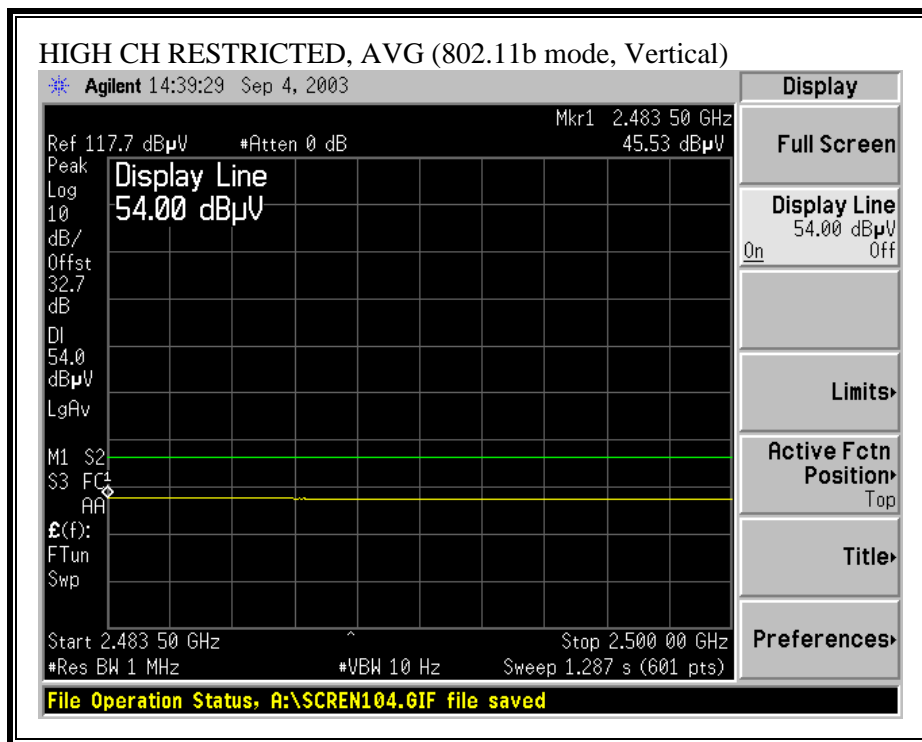 HIGH CH RESTRICTED, AVG (802.11b mode, Vertical)
Agilent 14:39:29 Sep 4, 2003
Display
Mkr1 2.483 50 GHz
Ref 117.7 dBµV #Atten 0 dB 45.53 dBµV
Peak
Log
10
dB/
Offst
32.7
dB
DI
54.0
dBµV
LgAv
M1 S2
S3 FC
AA
£(f):
FTun
Swp
Display Line
54.00 dBµV
1
Start 2.483 50 GHz ^ Stop 2.500 00 GHz
#Res BW 1 MHz #VBW 10 Hz Sweep 1.287 s (601 pts)
Full Screen
Display Line
54.00 dBµV
On Off
Limits
Active Fctn
Position
Top
Title
Preferences
File Operation Status, A:\SCREN104.GIF file saved